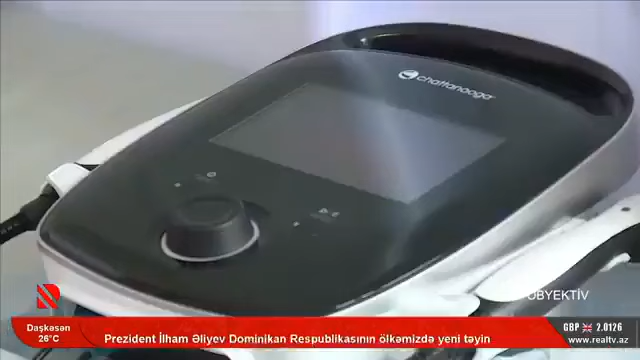 chattanooga
OBYEKTİV
Daşkəsən
26°C
Prezident İlham Əliyev Dominikan Respublikasının ölkəmizdə yeni təyin
GBP 2.0126
www.realtv.az